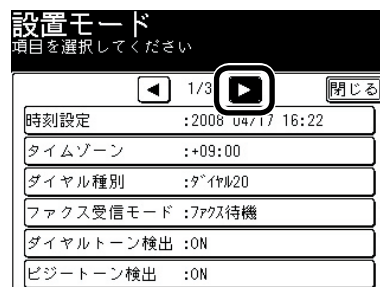 設置モード
項目を選択してください
1/3
閉じる
時刻設定 :2008 04/17 16:22
タイムゾーン :+09:00
ダイヤル種別 :ﾀﾞｲﾔﾙ20
ファクス受信モード :ﾌｧｸｽ待機
ダイヤルトーン検出 :ON
ビジートーン検出 :ON